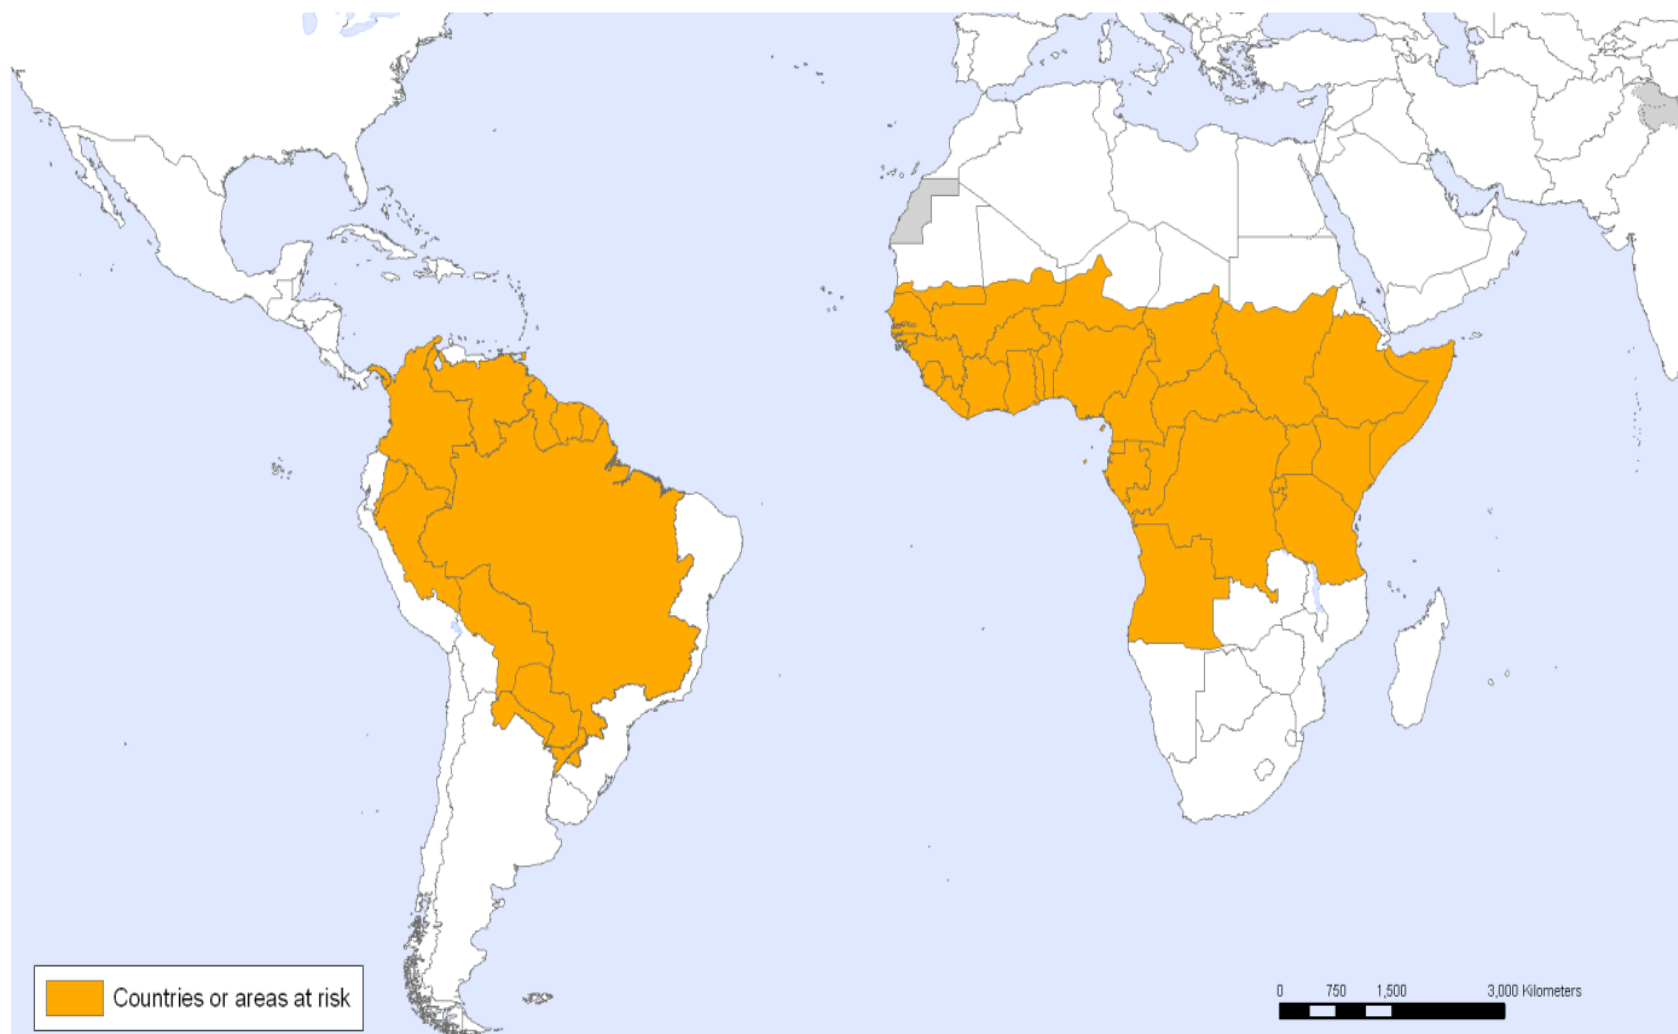 Countries or areas at risk
0 750 1,500 3,000 Kilometers